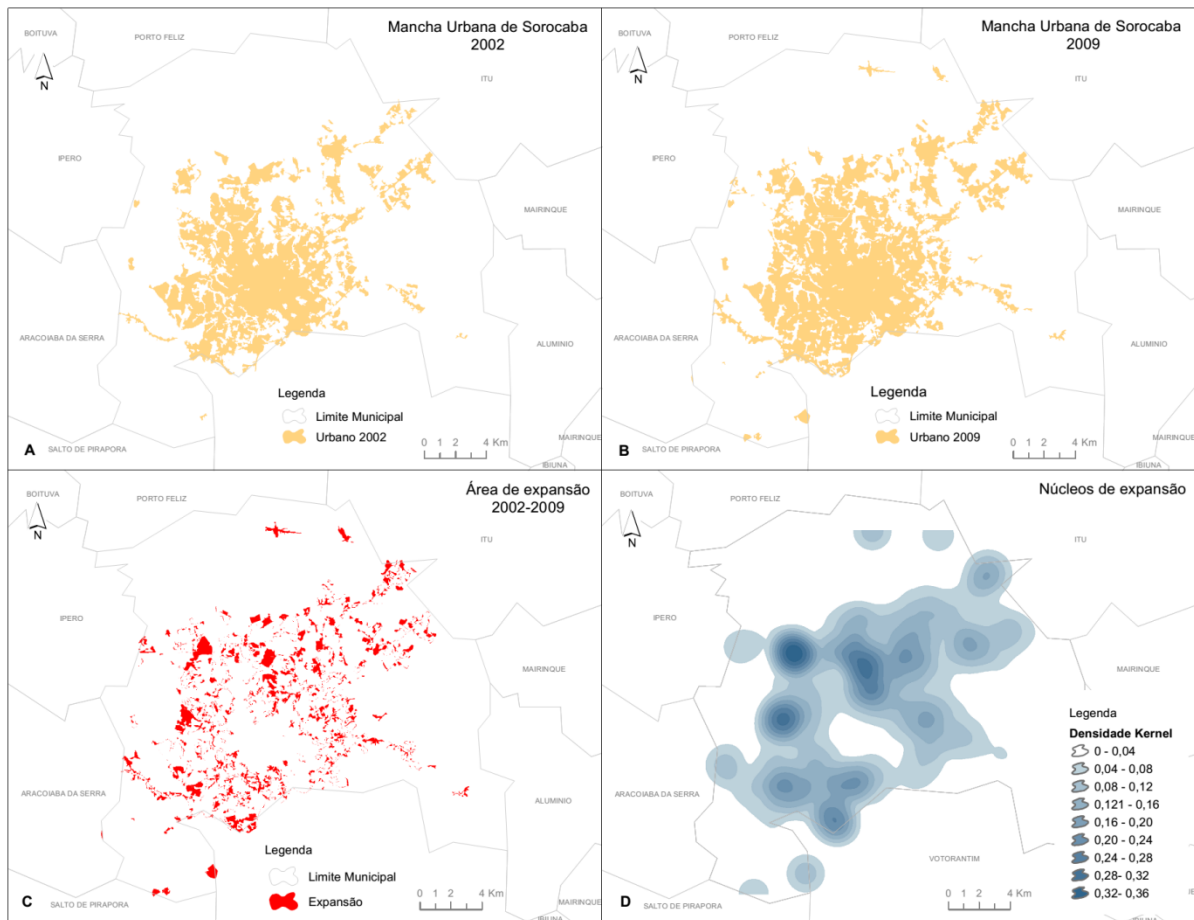 Mancha Urbana de Sorocaba
2002
BOITUVA
PORTO FELIZ
N
ITU
IPERO
MAIRINQUE
ARACOIABA DA SERRA
ALUMINIO
Legenda
Limite Municipal
Urbano 2002
0 1 2 4 Km
A
SALTO DE PIRAPORA
MAIRINQUE
IBIUNA
Mancha Urbana de Sorocaba
2009
BOITUVA
PORTO FELIZ
N
ITU
IPERO
MAIRINQUE
ARACOIABA DA SERRA
ALUMINIO
Legenda
Limite Municipal
Urbano 2009
0 1 2 4 Km
B
SALTO DE PIRAPORA
MAIRINQUE
IBIUNA
Área de expansão
2002-2009
BOITUVA
PORTO FELIZ
N
ITU
IPERO
MAIRINQUE
ARACOIABA DA SERRA
ALUMINIO
Legenda
Limite Municipal
Expansão
0 1 2 4 Km
C
SALTO DE PIRAPORA
MAIRINQUE
IBIUNA
Núcleos de expansão
BOITUVA
PORTO FELIZ
N
ITU
IPERO
MAIRINQUE
Legenda
Densidade Kernel
0 - 0,04
0,04 - 0,08
0,08 - 0,12
0,121 - 0,16
0,16 - 0,20
0,20 - 0,24
0,24 - 0,28
0,28- 0,32
0,32- 0,36
ARACOIABA DA SERRA
VOTORANTIM
0 1 2 4 Km
D
SALTO DE PIRAPORA
MAIRINQUE
IBIUNA